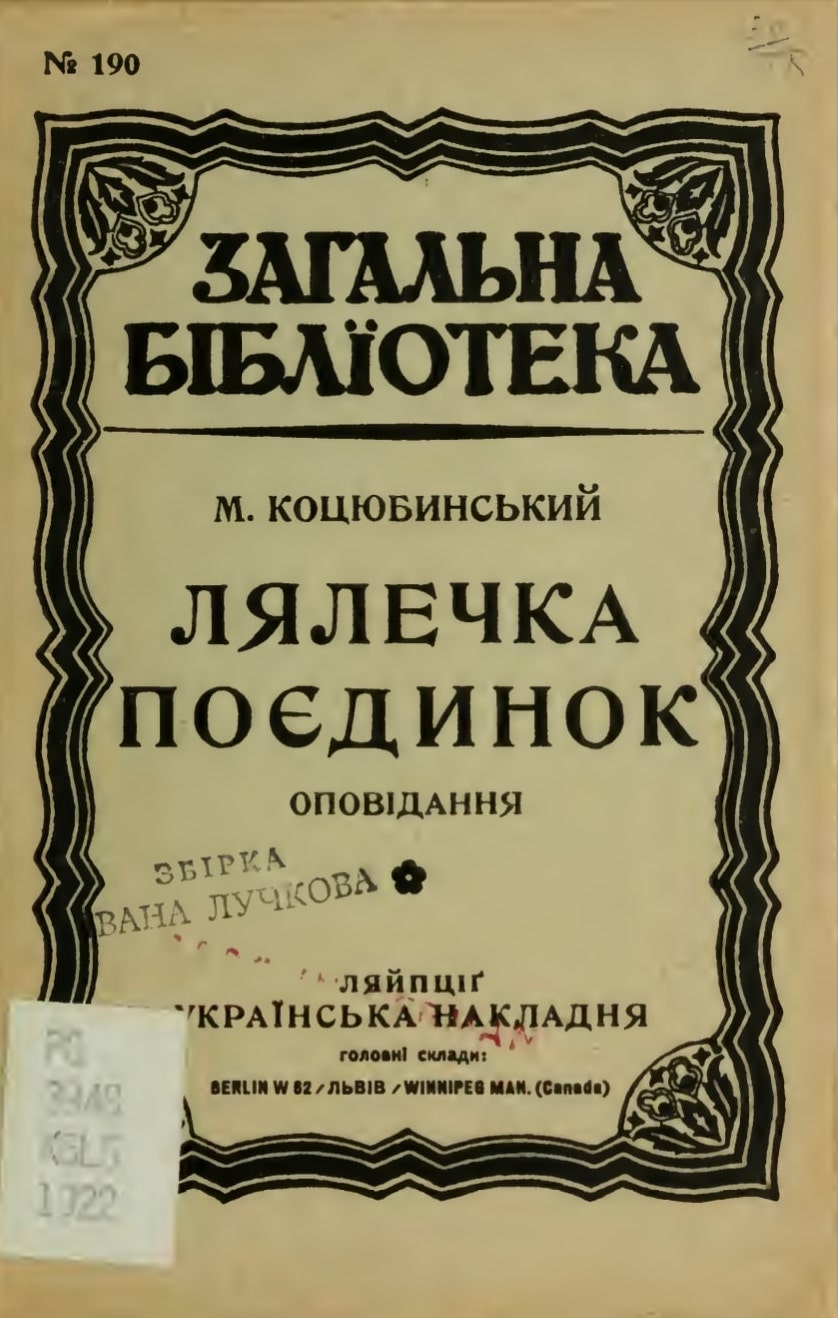 № 190
ЗАГАЛЬНА
БІБЛЇОТЕКА
М. КОЦЮБИНСЬКИЙ
ЛЯЛЕЧКА
ПОЄДИНОК
ОПОВІДАННЯ
ЗБІРКА
ВАНА ЛУЧКОВА
ЛЯЙПЦІҐ
УКРАЇНСЬКА НАКЛАДНЯ
головні склади:
BERLIN W 62 / ЛЬВІВ / WINNIPEG MAN. (Canada)
PG
3948
K5L5
1922